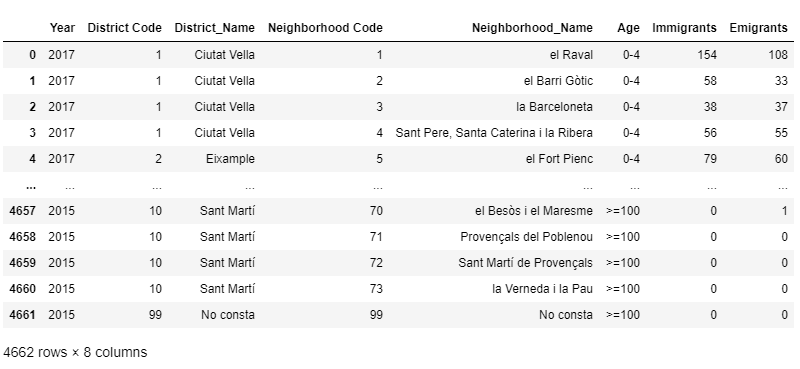 Year District Code District_Name Neighborhood Code Neighborhood_Name Age Immigrants Emigrants
0 2017 1 Ciutat Vella 1 el Raval 0-4 154 108
1 2017 1 Ciutat Vella 2 el Barri Gòtic 0-4 58 33
2 2017 1 Ciutat Vella 3 la Barceloneta 0-4 38 37
3 2017 1 Ciutat Vella 4 Sant Pere, Santa Caterina i la Ribera 0-4 56 55
4 2017 2 Eixample 5 el Fort Pienc 0-4 79 60
... ... ... ... ... ... ... ... ...
4657 2015 10 Sant Martí 70 el Besòs i el Maresme >=100 0 1
4658 2015 10 Sant Martí 71 Provençals del Poblenou >=100 0 0
4659 2015 10 Sant Martí 72 Sant Martí de Provençals >=100 0 0
4660 2015 10 Sant Martí 73 la Verneda i la Pau >=100 0 0
4661 2015 99 No consta 99 No consta >=100 0 0
4662 rows × 8 columns